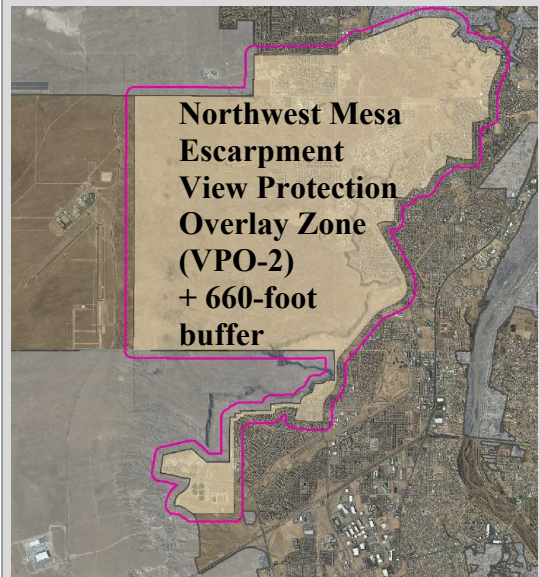 Northwest Mesa
Escarpment
View Protection
Overlay Zone
(VPO-2)
+ 660-foot
buffer